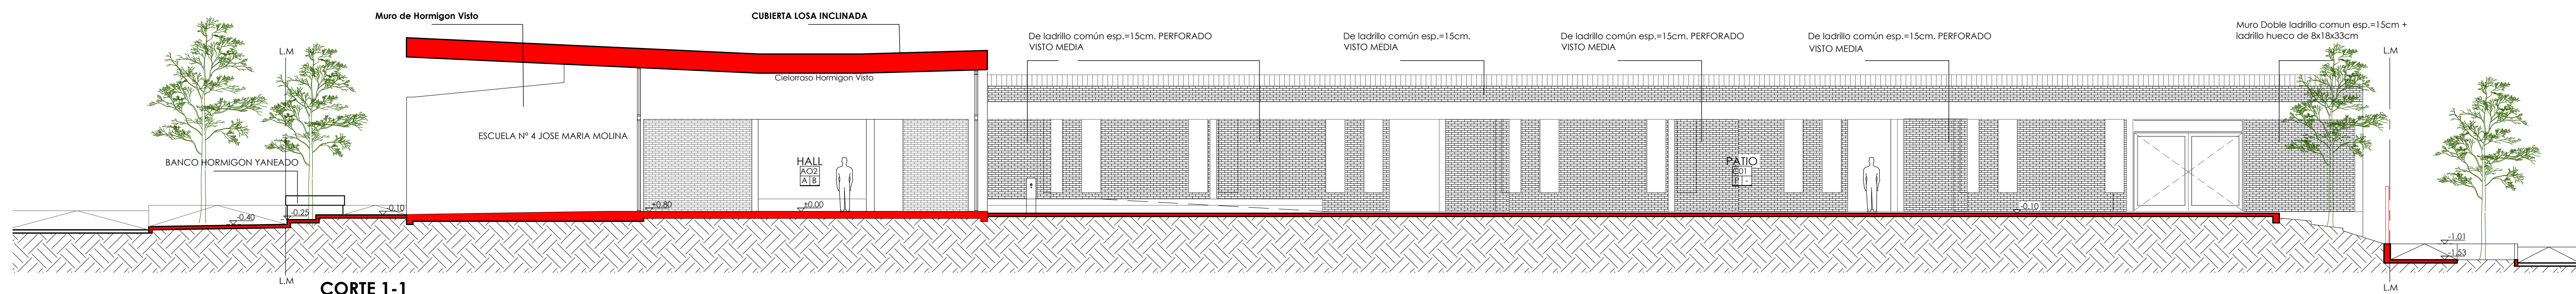 Muro de Hormigon Visto
CUBIERTA LOSA INCLINADA
De ladrillo común esp.=15cm. PERFORADO
VISTO MEDIA
De ladrillo común esp.=15cm.
VISTO MEDIA
De ladrillo común esp.=15cm. PERFORADO
VISTO MEDIA
De ladrillo común esp.=15cm. PERFORADO
VISTO MEDIA
Muro Doble ladrillo comun esp.=15cm +
ladrillo hueco de 8x18x33cm
L.M
L.M
Cielorraso Hormigon Visto
ESCUELA Nº 4 JOSE MARIA MOLINA
BANCO HORMIGON YANEADO
HALL
AO2
A B
PATIO
C01
-0.40
-0.25
-0.10
+0.80
±0.00
-0.10
-1.01
-1.53
L.M
L.M
CORTE 1-1